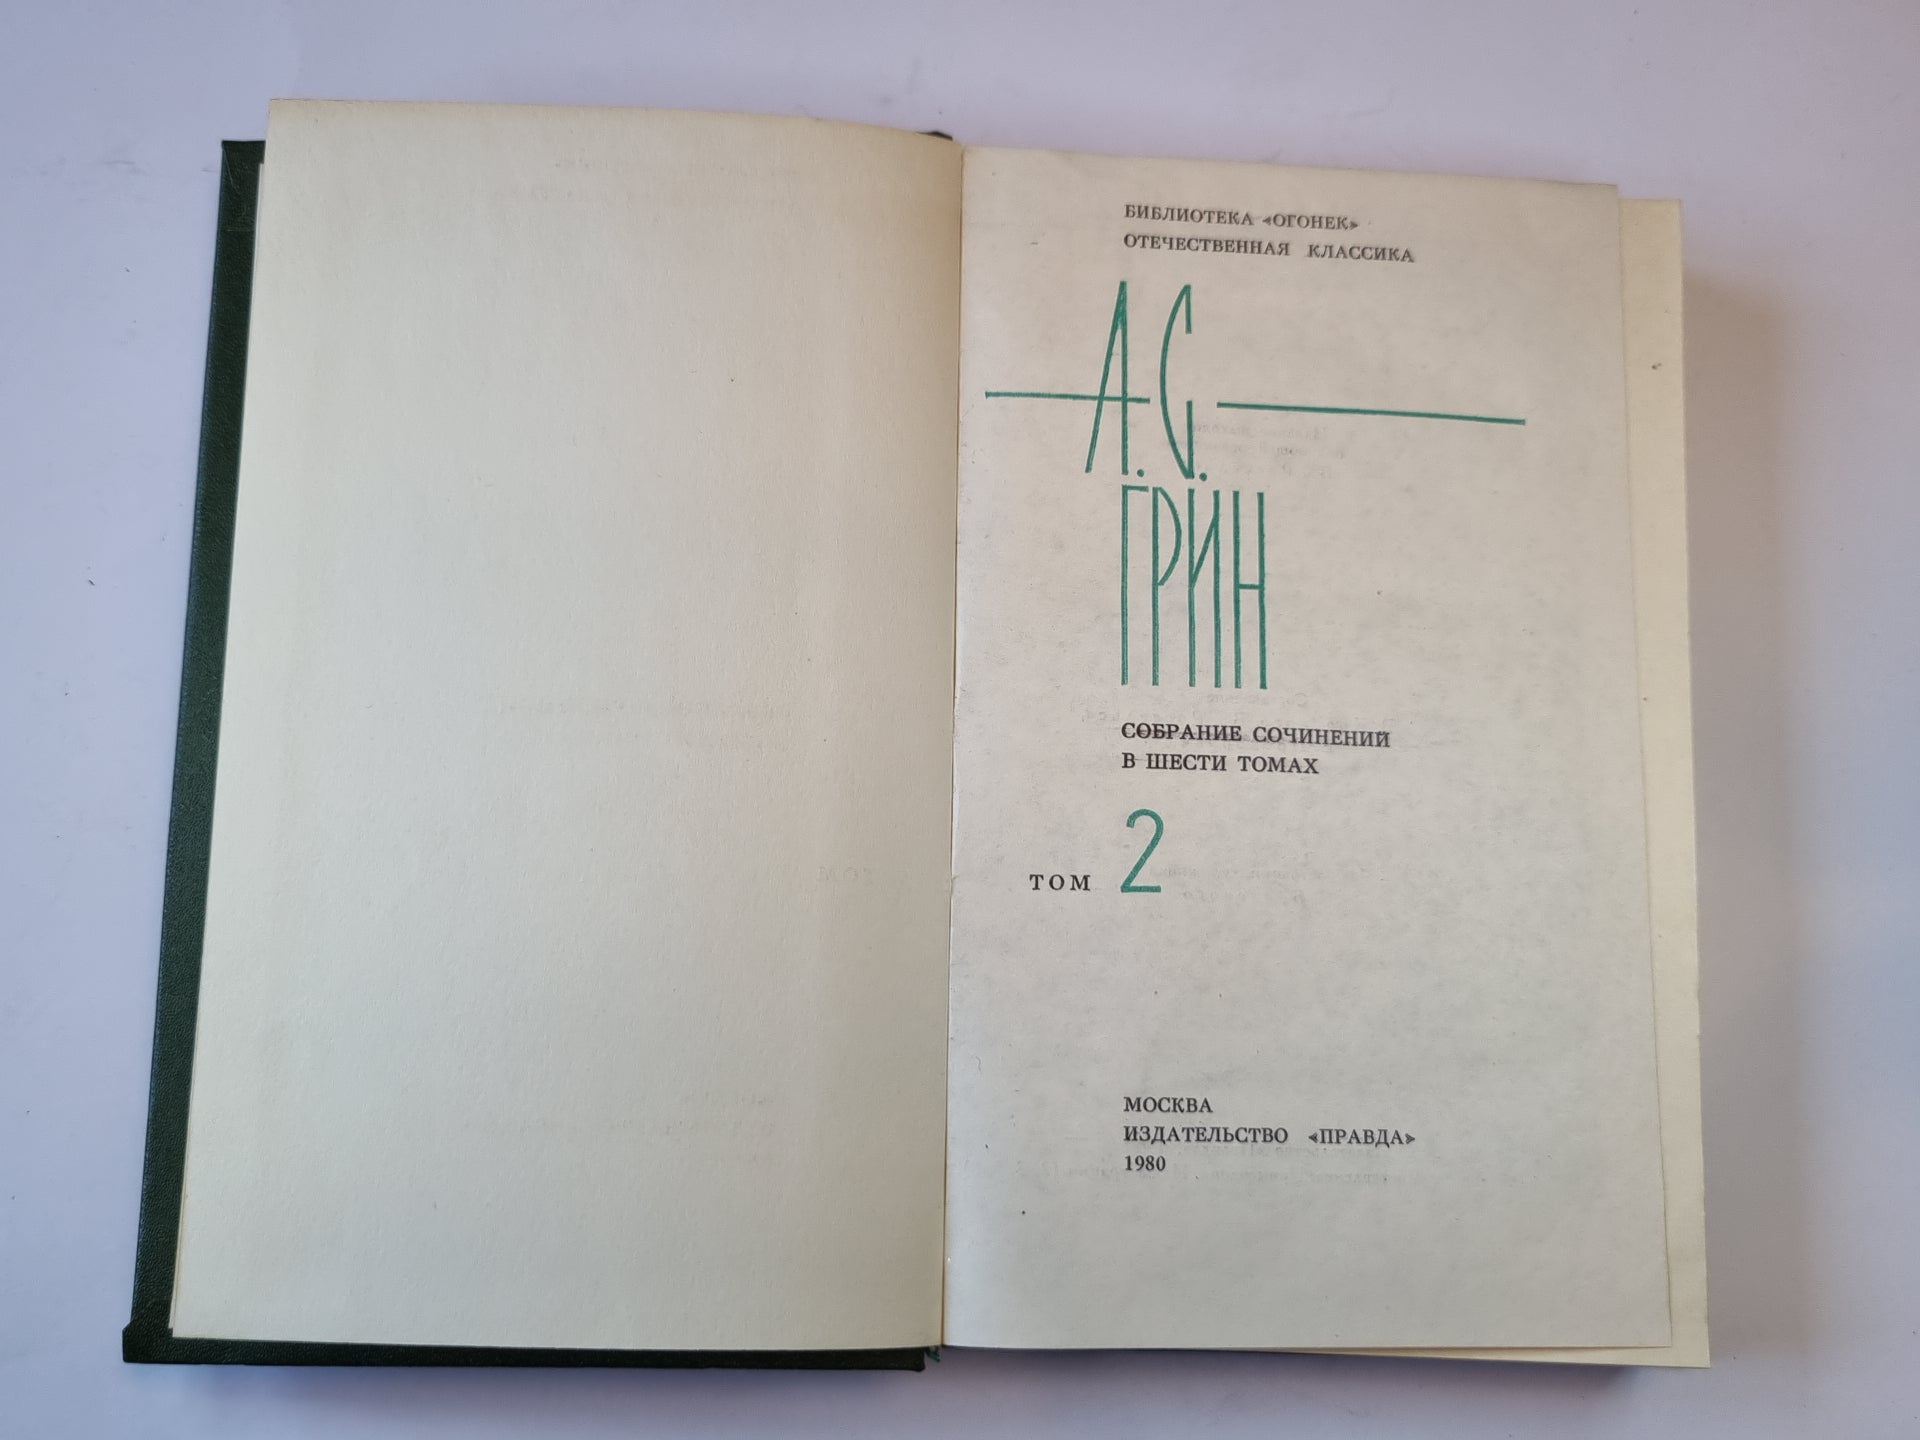 БИБЛИОТЕКА «ОГОНЕК»
ОТЕЧЕСТВЕННАЯ КЛАССИКА
А.С.
ГРИН
СОБРАНИЕ СОЧИНЕНИЙ
В ШЕСТИ ТОМАХ
ТОМ 2
МОСКВА
ИЗДАТЕЛЬСТВО «ПРАВДА»
1980